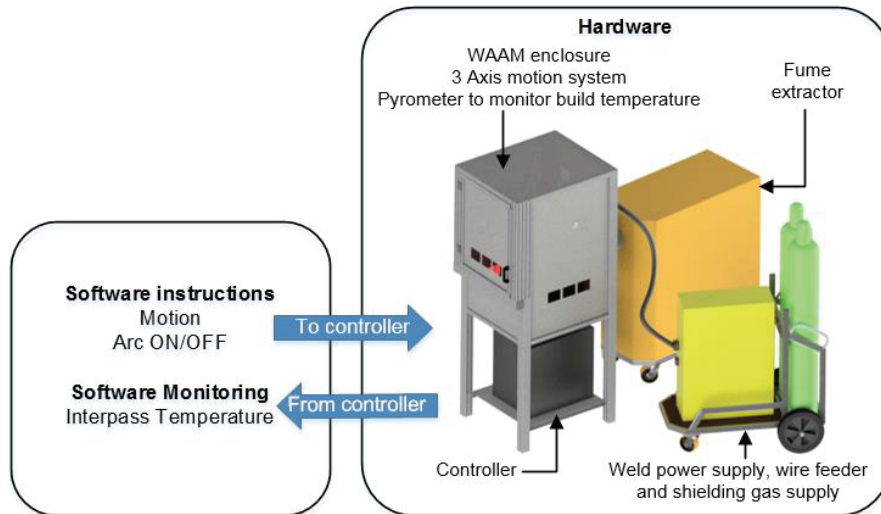 Hardware
WAAM enclosure
3 Axis motion system
Pyrometer to monitor build temperature
Fume
extractor
Software instructions
Motion
Arc ON/OFF
To controller
Software Monitoring
Interpass Temperature
From controller
Controller
Weld power supply, wire feeder
and shielding gas supply